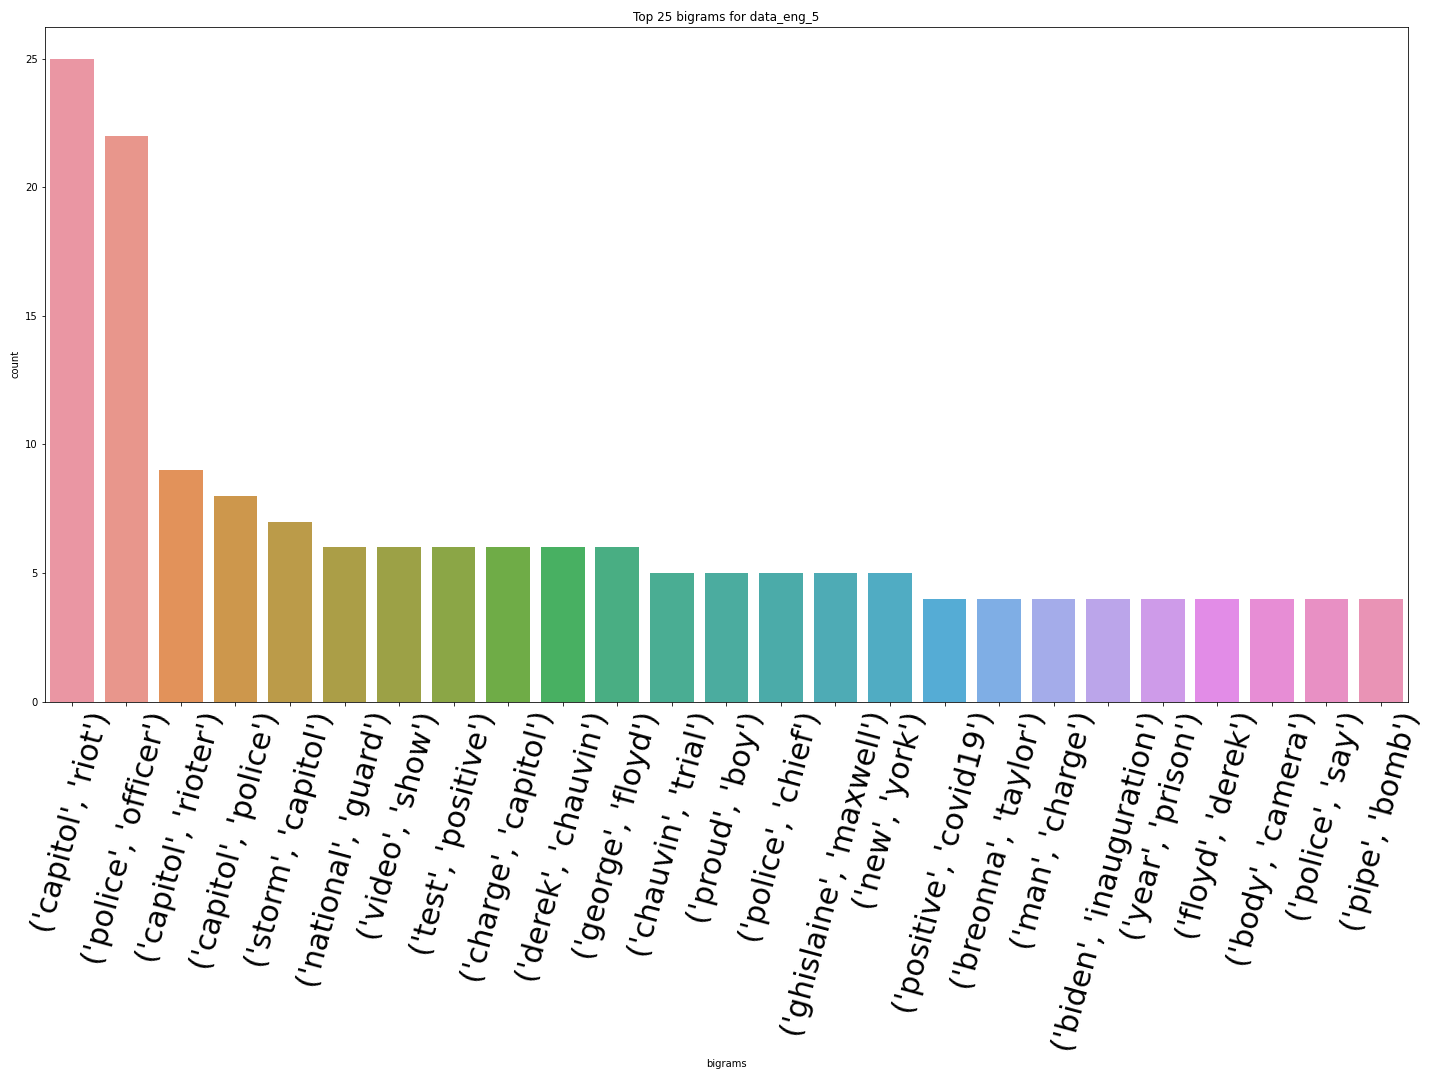 Top 25 bigrams for data_eng_5
count
25
20
15
10
5
0
('capitol', 'riot')
('police', 'officer')
('capitol', 'rioter')
('capitol', 'police')
('storm', 'capitol')
('national', 'guard')
('video', 'show')
('test', 'positive')
('charge', 'capitol')
('derek', 'chauvin')
('george', 'floyd')
('chauvin', 'trial')
('proud', 'boy')
('police', 'chief')
('ghislaine', 'maxwell')
('new', 'york')
('positive', 'covid19')
('breonna', 'taylor')
('man', 'charge')
('biden', 'inauguration')
('year', 'prison')
('floyd', 'derek')
('body', 'camera')
('police', 'say')
('pipe', 'bomb')
bigrams